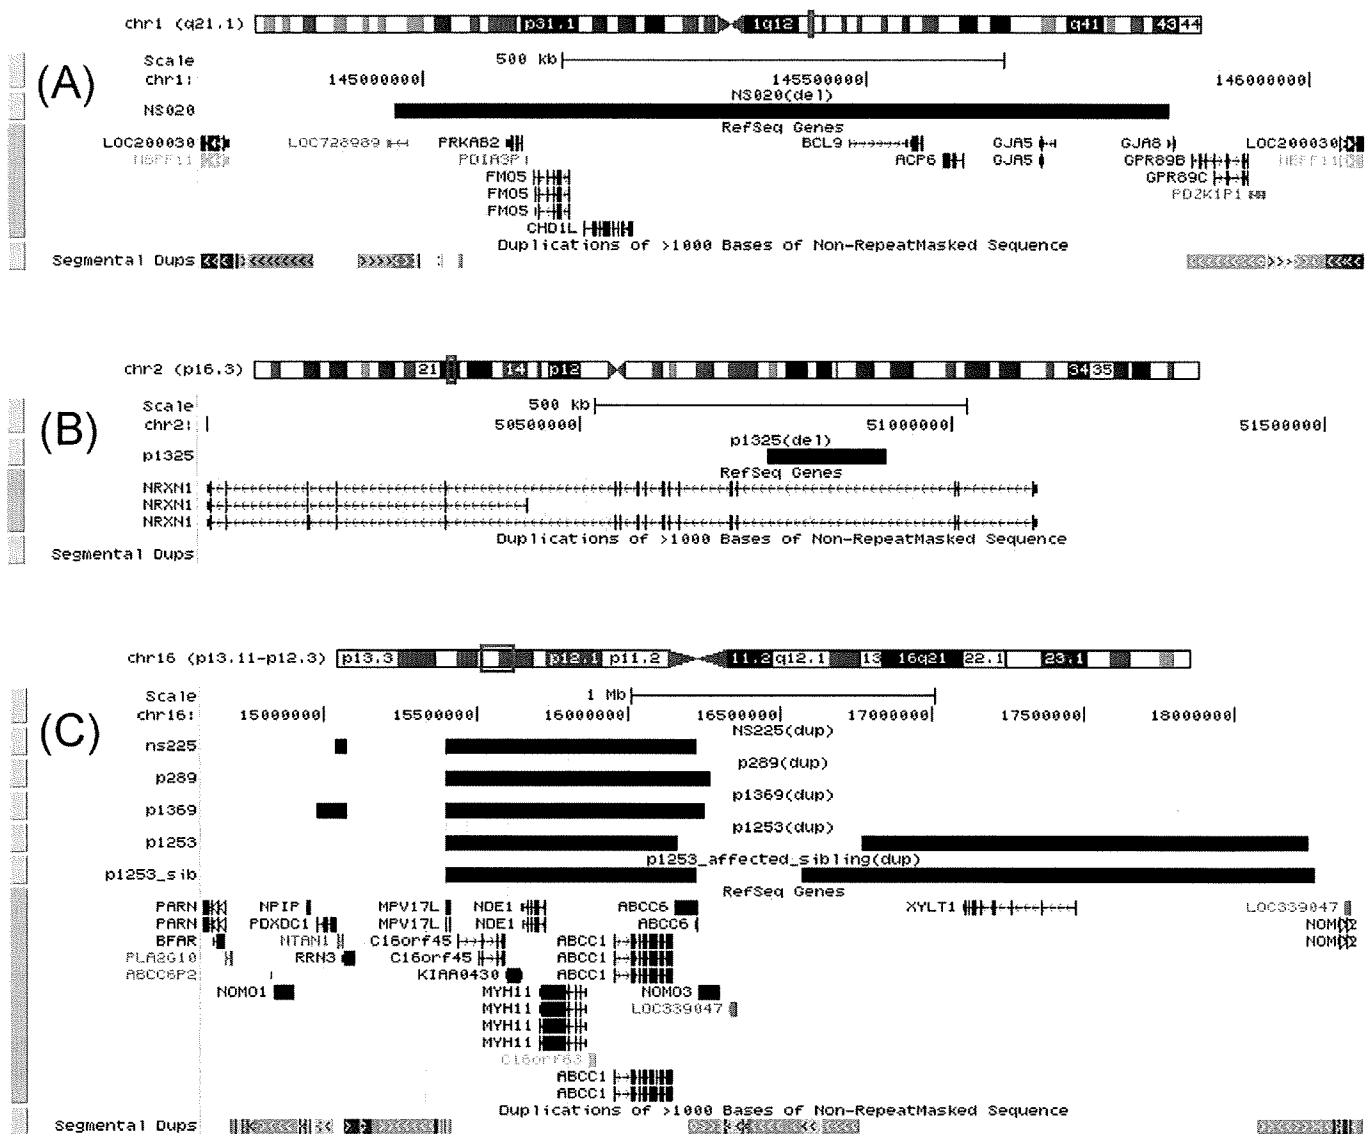 chr1 (q21.1) p31.1 1q12 q41 43 44
(A)
Scale 500 kb
chr1: 145000000 145500000 146000000
NS020(del)
NS020
RefSeq Genes
LOC200030 LOC728989 PRKAB2 BCL9 GJA5 GJA8 LOC200030
NBPF11 PDIA3P ACP6 GJA5 GPR89B NBPF11
FMO5 GPR89C
FMO5 PD2K1P1
FMO5
CHD1L
Duplications of >1000 Bases of Non-RepeatMasked Sequence
Segmental Dups
chr2 (p16.3) 21 14 p12 34 35
(B)
Scale 500 kb
chr2: 50500000 51000000 51500000
p1325(del)
p1325
RefSeq Genes
NRXN1
NRXN1
NRXN1
Duplications of >1000 Bases of Non-RepeatMasked Sequence
Segmental Dups
chr16 (p13.11-p12.3) p13.3 p12.1 p11.2 11.2 q12.1 13 16q21 22.1 23.1
(C)
Scale 1 Mb
chr16: 15000000 15500000 16000000 16500000 17000000 17500000 18000000
NS225(dup)
ns225
p289(dup)
p289
p1369(dup)
p1369
p1253(dup)
p1253
p1253_affected_sibling(dup)
p1253_sib
RefSeq Genes
PARN NPIP MPV17L NDE1 ABCC6 XYLT1 LOC339047
PARN PDXDC1 MPV17L NDE1 ABCC6 NOMO2
BFAR NTAN1 C16orf45 ABCC1 NOMO2
PLA2G10 RRN3 C16orf45 ABCC1
ABCC6P2 KIAA0430 ABCC1
NOMO1 MYH11 NOMO3
MYH11 LOC339047
MYH11
MYH11
C16orf63
ABCC1
ABCC1
Duplications of >1000 Bases of Non-RepeatMasked Sequence
Segmental Dups